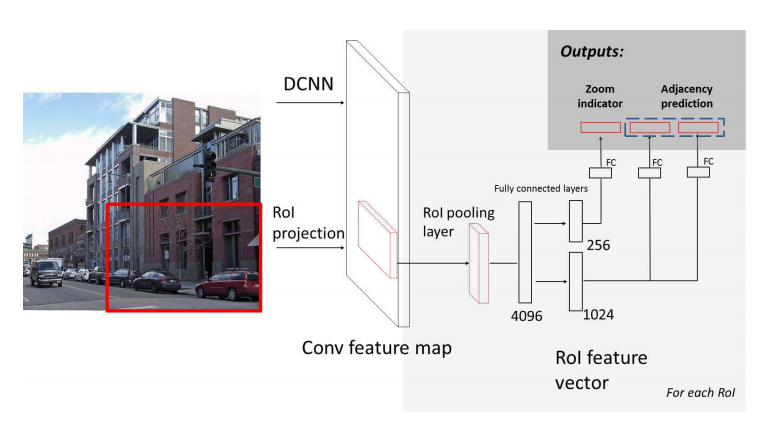 Outputs:
Zoom
indicator
Adjacency
prediction
DCNN
FC
FC
FC
Fully connected layers
RoI
projection
RoI pooling
layer
256
4096
1024
Conv feature map
RoI feature
vector
For each RoI